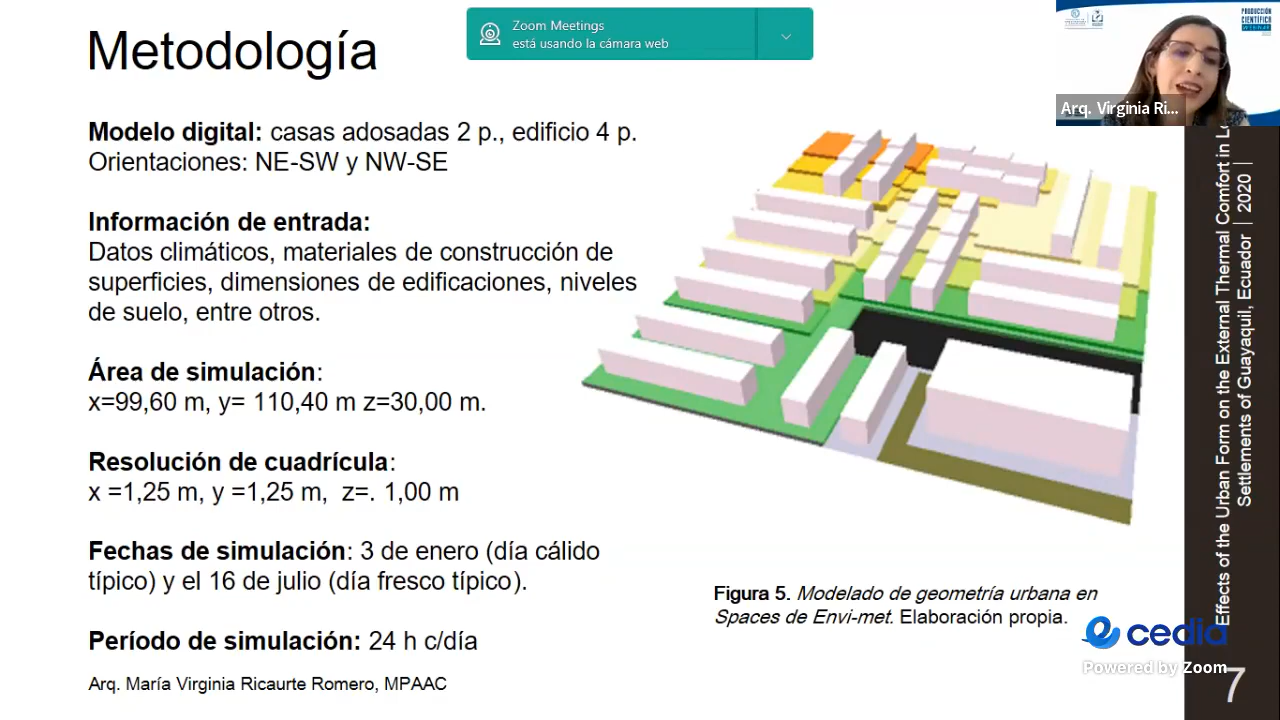 Metodología
Zoom Meetings
está usando la cámara web
PRODUCCIÓN
CIENTÍFICA
Arq. Virginia Ri...
Modelo digital: casas adosadas 2 p., edificio 4 p.
Orientaciones: NE-SW y NW-SE
Información de entrada:
Datos climáticos, materiales de construcción de
superficies, dimensiones de edificaciones, niveles
de suelo, entre otros.
Área de simulación:
x=99,60 m, y= 110,40 m z=30,00 m.
Resolución de cuadrícula:
x =1,25 m, y =1,25 m, z=. 1,00 m
Fechas de simulación: 3 de enero (día cálido
típico) y el 16 de julio (día fresco típico).
Período de simulación: 24 h c/día
Arq. María Virginia Ricaurte Romero, MPAAC
Figura 5. Modelado de geometría urbana en
Spaces de Envi-met. Elaboración propia.
Effects of the Urban Form on the External Thermal Comfort in
Settlements of Guayaquil, Ecuador | 2020 |
cedia
Powered by Zoom
7